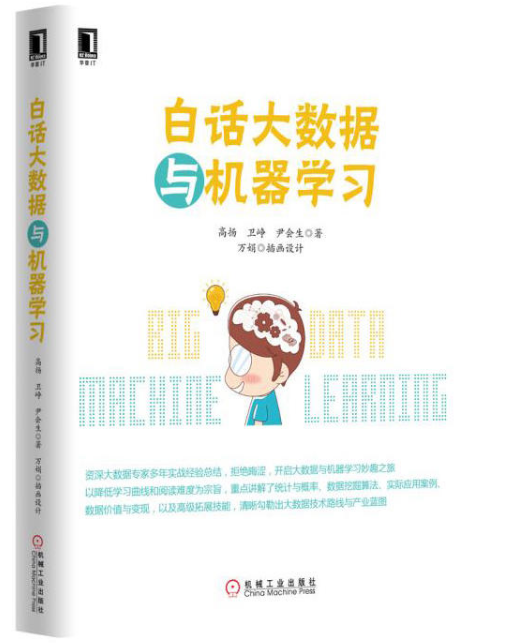 华章IT
白话大数据与机器学习
高扬 卫峥 尹会生◎著
万娟◎插画设计
机械工业出版社
China Machine Press
华章IT
白话大数据
与机器学习
高扬 卫峥 尹会生◎著
万娟◎插画设计
BIG DATA
MACHINE LEARNING
资深大数据专家多年实战经验总结，拒绝晦涩，开启大数据与机器学习妙趣之旅
以降低学习曲线和阅读难度为宗旨，重点讲解了统计与概率、数据挖掘算法、实际应用案例、
数据价值与变现，以及高级拓展技能，清晰勾勒出大数据技术路线与产业蓝图
机械工业出版社
China Machine Press